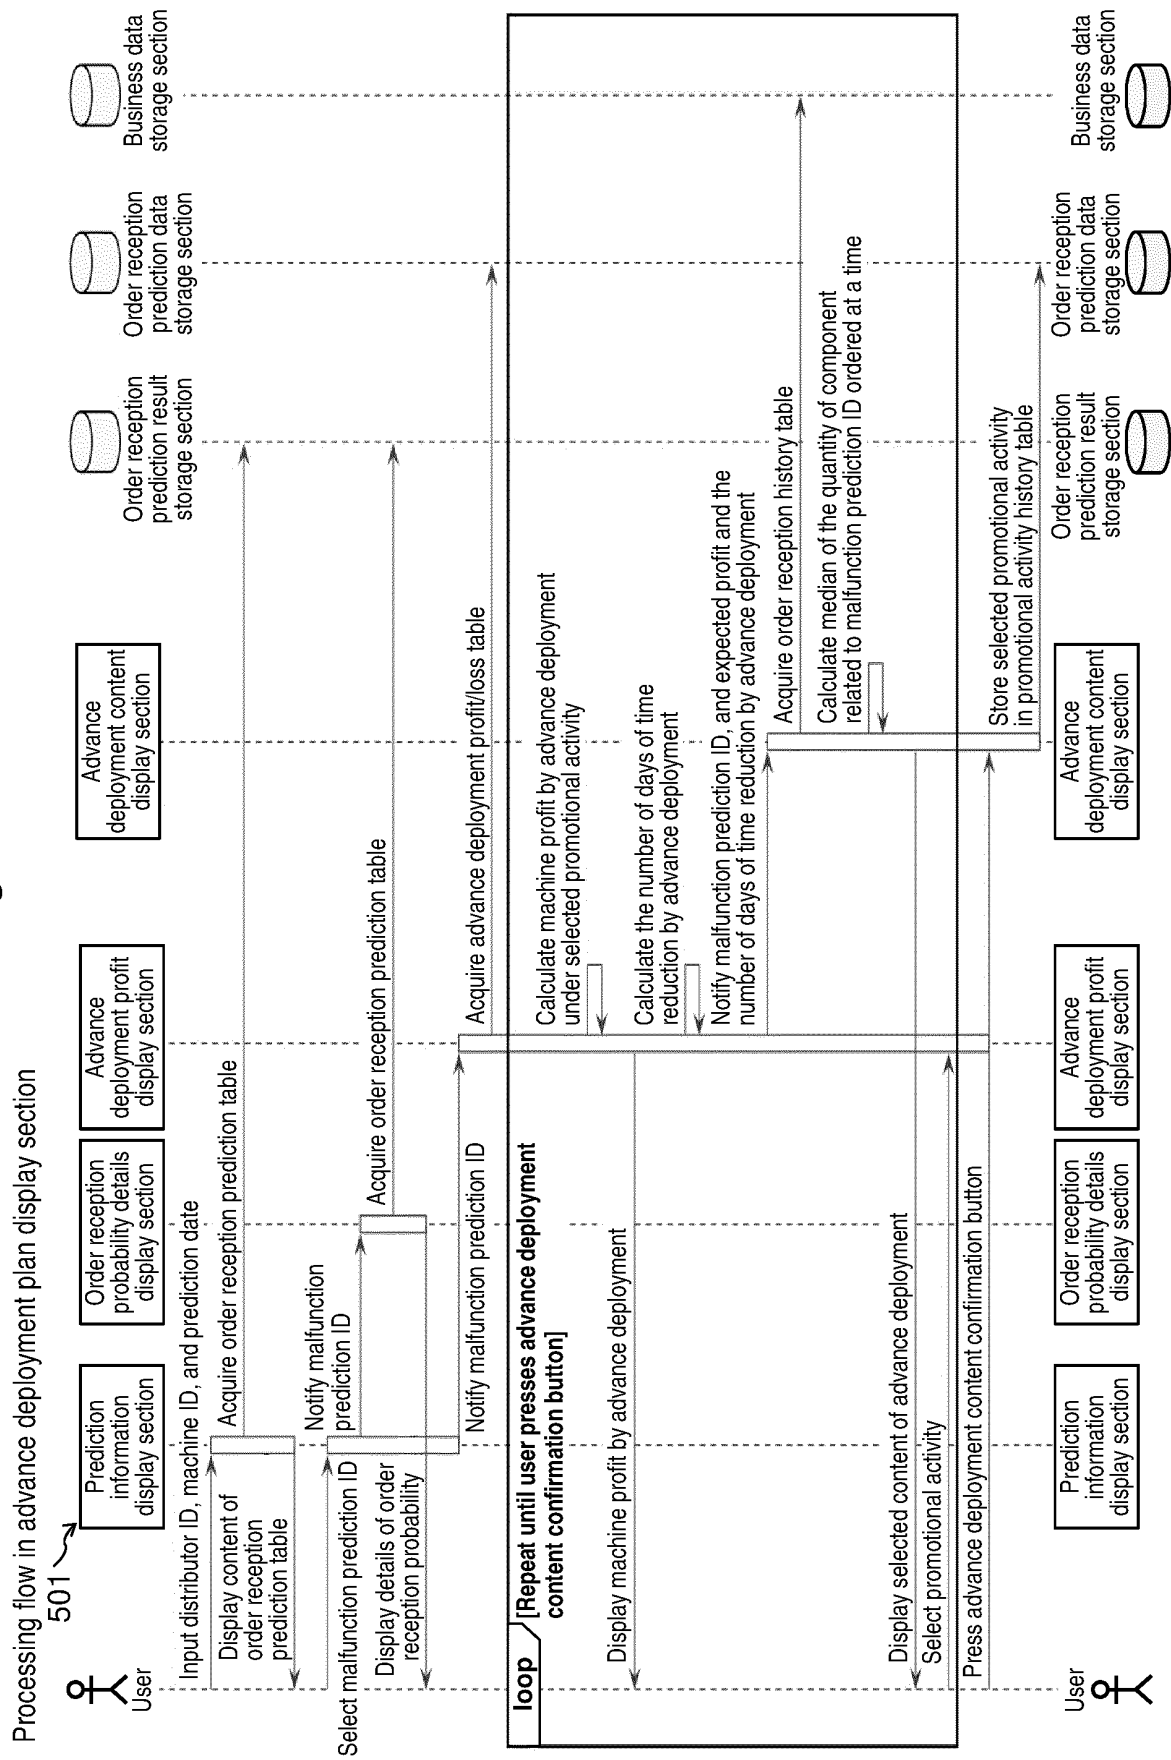 Processing flow in advance deployment plan display section
501
User
Prediction
information
display section
Order reception
probability details
display section
Advance
deployment profit
display section
Advance
deployment content
display section
Order reception
prediction result
storage section
Order reception
prediction data
storage section
Business data
storage section
Input distributor ID, machine ID, and prediction date
Acquire order reception prediction table
Display content of
order reception
prediction table
Select malfunction prediction ID
Notify malfunction
prediction ID
Acquire order reception prediction table
Display details of order
reception probability
Notify malfunction prediction ID
Acquire advance deployment profit/loss table
loop
[Repeat until user presses advance deployment
content confirmation button]
Calculate machine profit by advance deployment
under selected promotional activity
Display machine profit by advance deployment
Calculate the number of days of time
reduction by advance deployment
Notify malfunction prediction ID, and expected profit and the
number of days of time reduction by advance deployment
Acquire order reception history table
Calculate median of the quantity of component
related to malfunction prediction ID ordered at a time
Display selected content of advance deployment
Select promotional activity
Press advance deployment content confirmation button
Store selected promotional activity
in promotional activity history table
User
Prediction
information
display section
Order reception
probability details
display section
Advance
deployment profit
display section
Advance
deployment content
display section
Order reception
prediction result
storage section
Order reception
prediction data
storage section
Business data
storage section